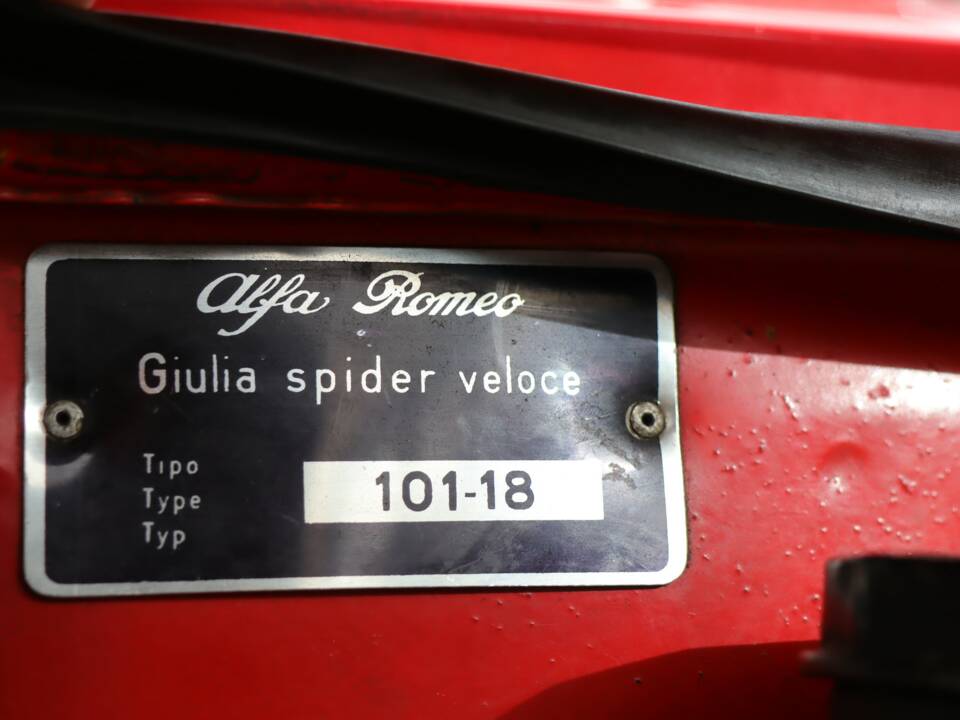 Alfa Romeo
Giulia spider veloce
Tipo
Type
Typ
101-18